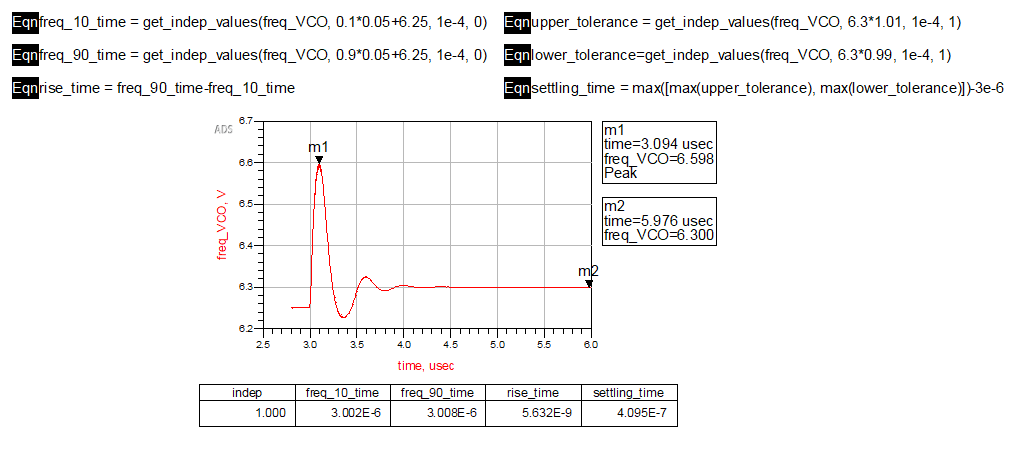 Eqn freq_10_time = get_indep_values(freq_VCO, 0.1*0.05+6.25, 1e-4, 0)
Eqn upper_tolerance = get_indep_values(freq_VCO, 6.3*1.01, 1e-4, 1)
Eqn freq_90_time = get_indep_values(freq_VCO, 0.9*0.05+6.25, 1e-4, 0)
Eqn lower_tolerance=get_indep_values(freq_VCO, 6.3*0.99, 1e-4, 1)
Eqn rise_time = freq_90_time-freq_10_time
Eqn settling_time = max([max(upper_tolerance), max(lower_tolerance)])-3e-6
ADS
6.7
6.6
6.5
6.4
6.3
6.2
freq_VCO, V
m1
m2
2.5 3.0 3.5 4.0 4.5 5.0 5.5 6.0
time, usec
m1
time=3.094 usec
freq_VCO=6.598
Peak
m2
time=5.976 usec
freq_VCO=6.300
indep freq_10_time freq_90_time rise_time settling_time
1.000 3.002E-6 3.008E-6 5.632E-9 4.095E-7